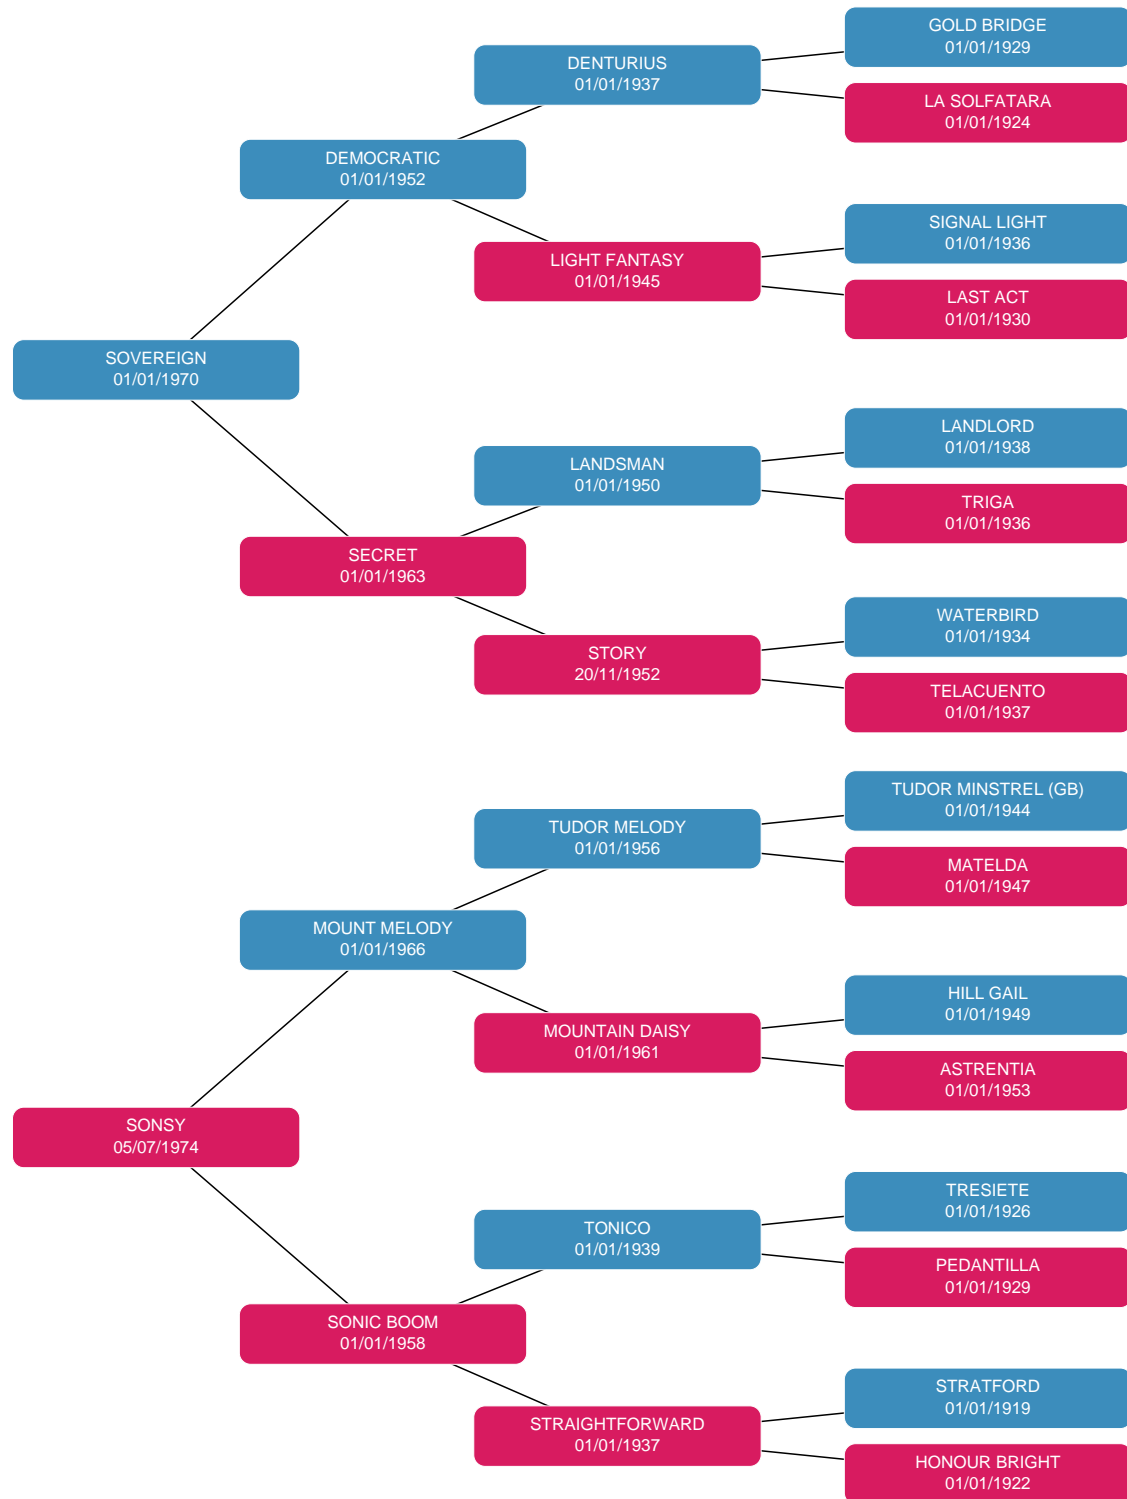 GOLD BRIDGE
01/01/1929
DENTURIUS
01/01/1937
LA SOLFATARA
01/01/1924
DEMOCRATIC
01/01/1952
SIGNAL LIGHT
01/01/1936
LIGHT FANTASY
01/01/1945
LAST ACT
01/01/1930
SOVEREIGN
01/01/1970
LANDLORD
01/01/1938
LANDSMAN
01/01/1950
TRIGA
01/01/1936
SECRET
01/01/1963
WATERBIRD
01/01/1934
STORY
20/11/1952
TELACUENTO
01/01/1937
TUDOR MINSTREL (GB)
01/01/1944
TUDOR MELODY
01/01/1956
MATELDA
01/01/1947
MOUNT MELODY
01/01/1966
HILL GAIL
01/01/1949
MOUNTAIN DAISY
01/01/1961
ASTRENTIA
01/01/1953
SONSY
05/07/1974
TRESIETE
01/01/1926
TONICO
01/01/1939
PEDANTILLA
01/01/1929
SONIC BOOM
01/01/1958
STRATFORD
01/01/1919
STRAIGHTFORWARD
01/01/1937
HONOUR BRIGHT
01/01/1922